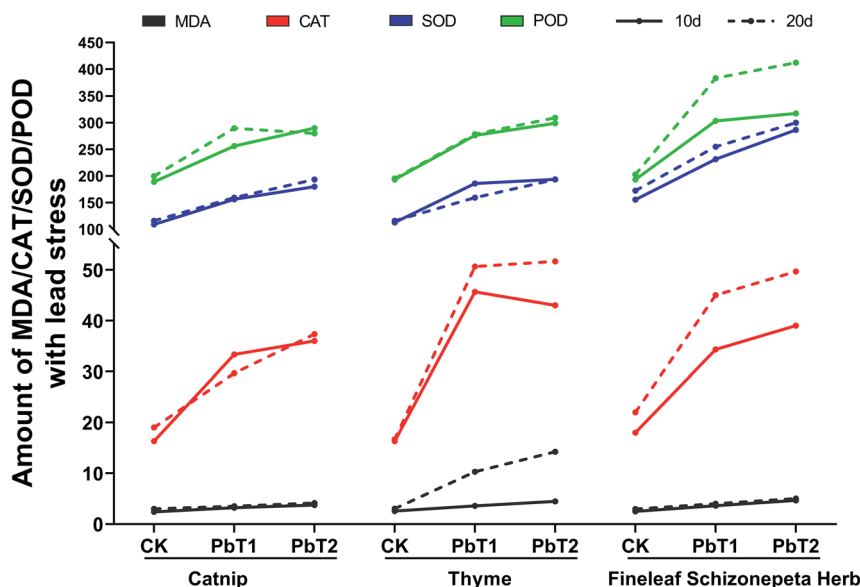 MDA CAT SOD POD 10d 20d
Amount of MDA/CAT/SOD/POD
with lead stress
450
400
350
300
250
200
150
100
50
40
30
20
10
0
CK PbT1 PbT2 CK PbT1 PbT2 CK PbT1 PbT2
Catnip Thyme Fineleaf Schizonepeta Herb